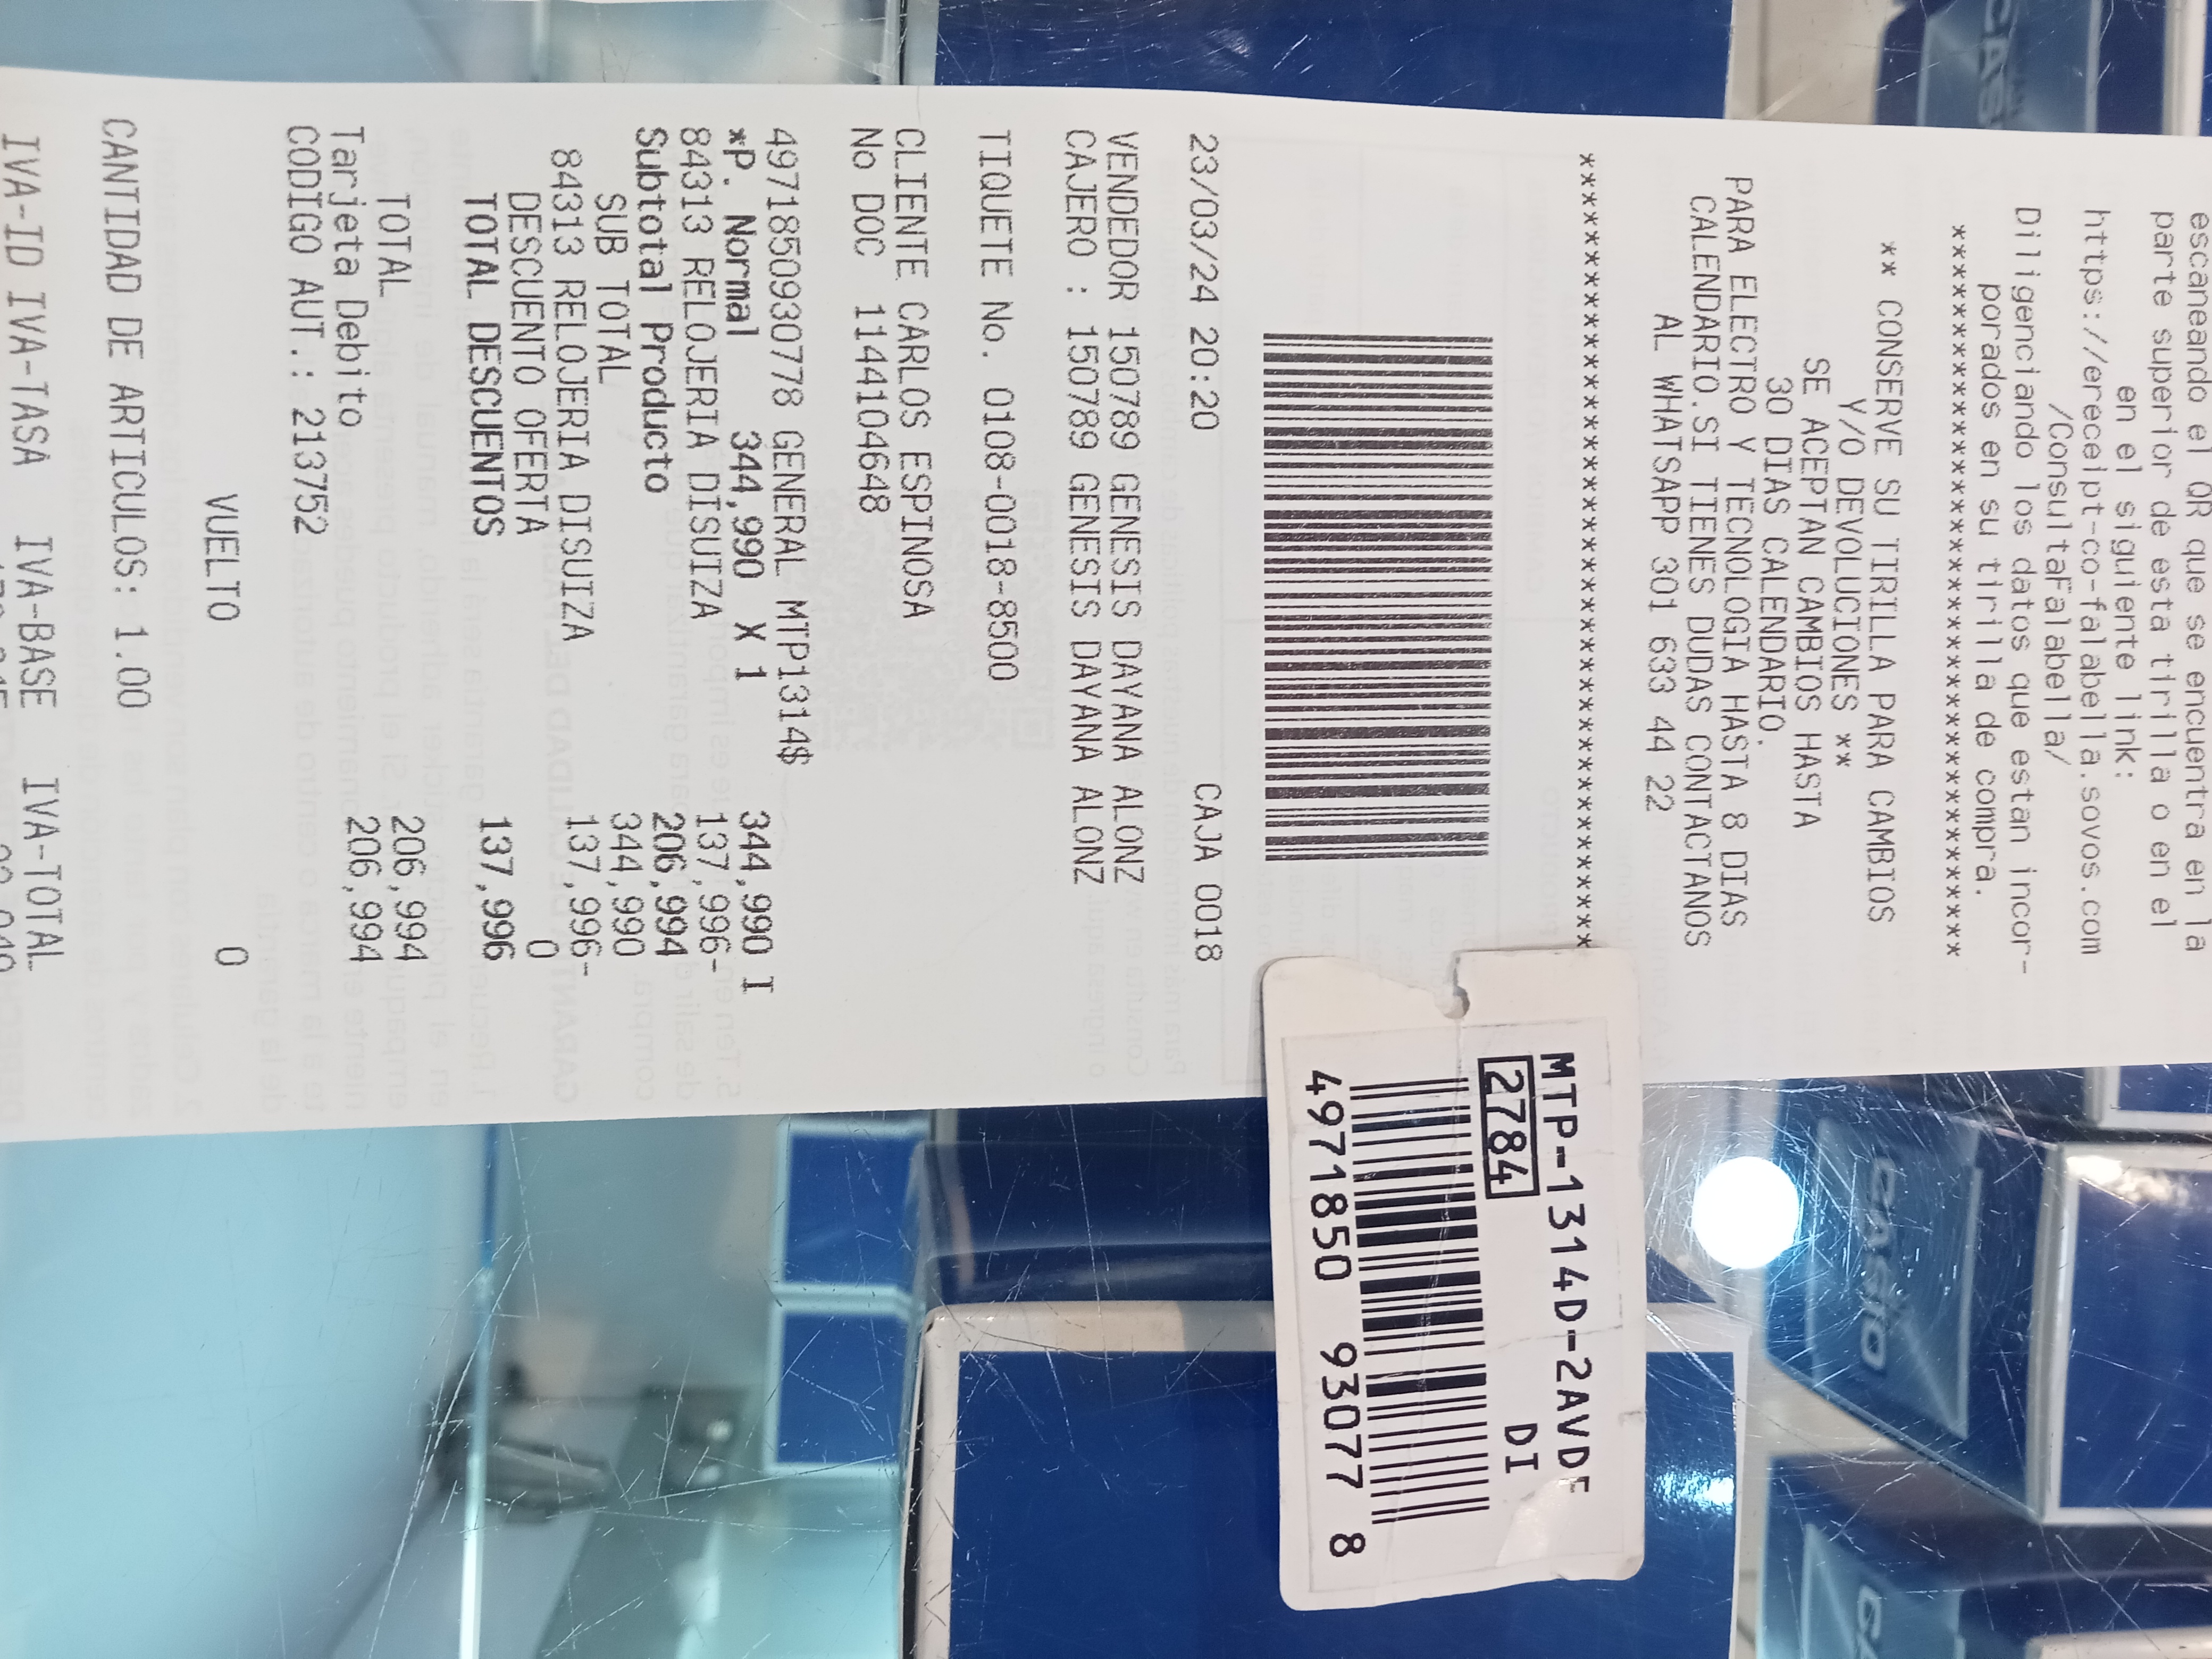 escaneando el QR que se encuentra en la
parte superior de esta tirilla o en el
en el siguiente link:
https://ereceipt-co-falabella.sovos.com
/ConsultaFalabella/
Diligenciando los datos que estan incor-
porados en su tirilla de compra.
****************************************
** CONSERVE SU TIRILLA PARA CAMBIOS
Y/O DEVOLUCIONES **
SE ACEPTAN CAMBIOS HASTA
30 DIAS CALENDARIO.
PARA ELECTRO Y TECNOLOGIA HASTA 8 DIAS
CALENDARIO.SI TIENES DUDAS CONTACTANOS
AL WHATSAPP 301 633 44 22
****************************************
23/03/24 20:20 CAJA 0018
VENDEDOR 150789 GENESIS DAYANA ALONZ
CAJERO : 150789 GENESIS DAYANA ALONZ
TIQUETE No. 0108-0018-8500
CLIENTE CARLOS ESPINOSA
No DOC 1144104648
4971850930778 GENERAL MTP1314$
*P. Normal 344,990 X 1 344,990 I
84313 RELOJERIA DISUIZA 137,996-
Subtotal Producto 206,994
SUB TOTAL 344,990
84313 RELOJERIA DISUIZA 137,996-
DESCUENTO OFERTA 0
TOTAL DESCUENTOS 137,996
TOTAL 206,994
Tarjeta Debito 206,994
CODIGO AUT.: 213752
VUELTO 0
CANTIDAD DE ARTICULOS: 1.00
IVA-ID IVA-TASA IVA-BASE IVA-TOTAL
MTP-1314D-2AVDF
2784 DI
4971850 93077 8
CASIO
CASIO